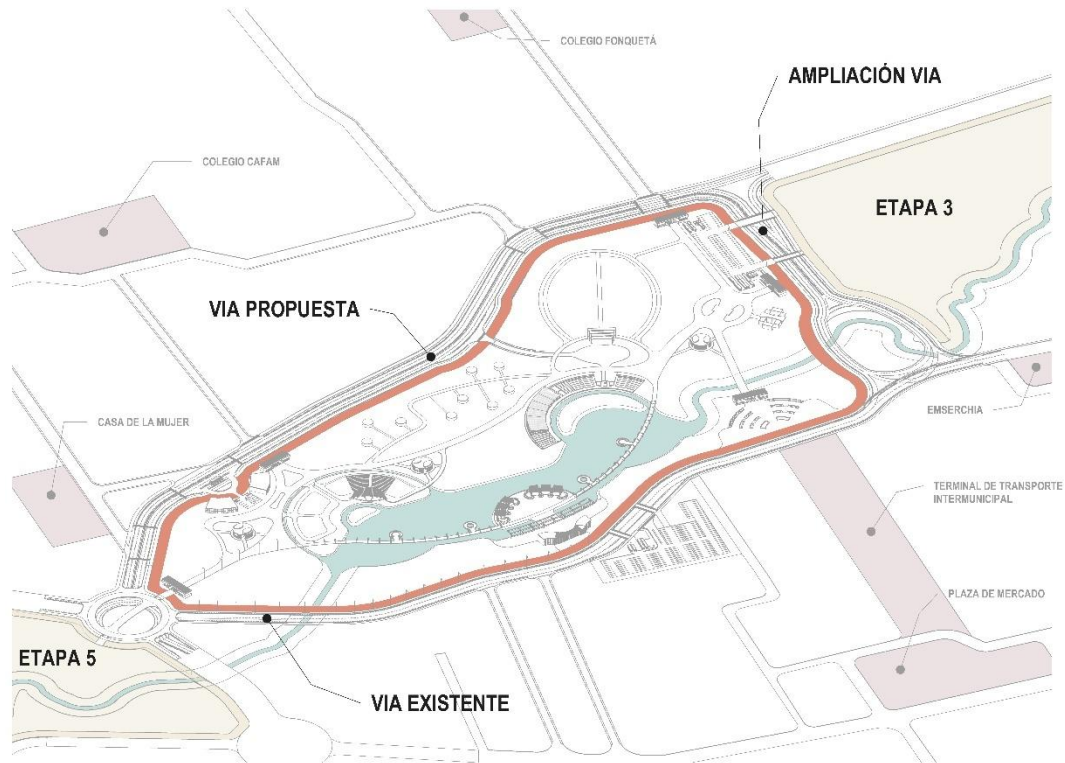 COLEGIO FONQUETÁ
AMPLIACIÓN VIA
COLEGIO CAFAM
ETAPA 3
VIA PROPUESTA
EMSERCHIA
CASA DE LA MUJER
TERMINAL DE TRANSPORTE
INTERMUNICIPAL
PLAZA DE MERCADO
ETAPA 5
VIA EXISTENTE